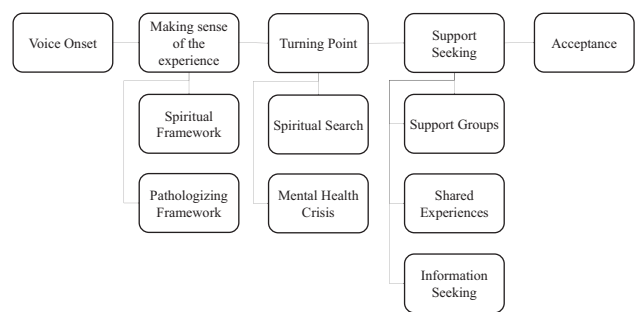 Voice Onset
Making sense
of the
experience
Turning Point
Support
Seeking
Acceptance
Spiritual
Framework
Spiritual Search
Support Groups
Pathologizing
Framework
Mental Health
Crisis
Shared
Experiences
Information
Seeking